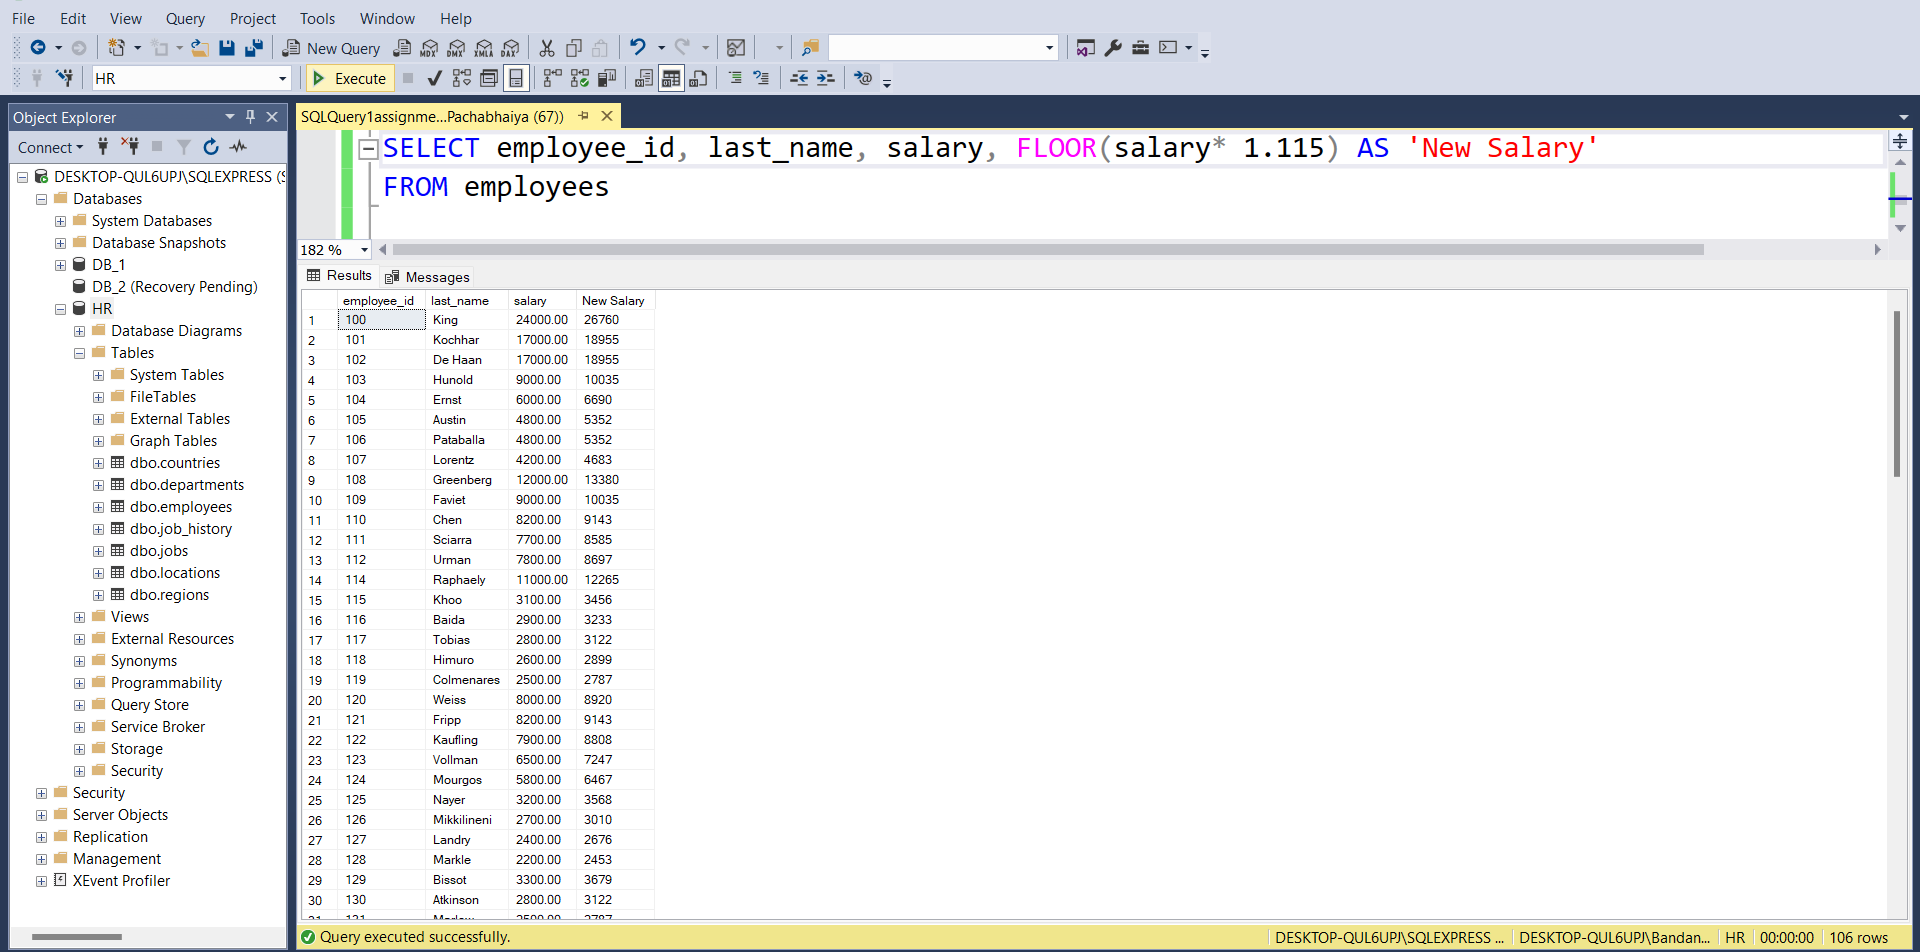 File Edit View Query Project Tools Window Help
New Query MDX DMX XMLA DAX
HR Execute
Object Explorer
Connect
DESKTOP-QUL6UPJ\SQLEXPRESS (S
Databases
System Databases
Database Snapshots
DB_1
DB_2 (Recovery Pending)
HR
Database Diagrams
Tables
System Tables
FileTables
External Tables
Graph Tables
dbo.countries
dbo.departments
dbo.employees
dbo.job_history
dbo.jobs
dbo.locations
dbo.regions
Views
External Resources
Synonyms
Programmability
Query Store
Service Broker
Storage
Security
Security
Server Objects
Replication
Management
XEvent Profiler
SQLQuery1assignme...Pachabhaiya (67))
SELECT employee_id, last_name, salary, FLOOR(salary* 1.115) AS 'New Salary'
FROM employees
182 %
Results Messages
employee_id last_name salary New Salary
1 100 King 24000.00 26760
2 101 Kochhar 17000.00 18955
3 102 De Haan 17000.00 18955
4 103 Hunold 9000.00 10035
5 104 Ernst 6000.00 6690
6 105 Austin 4800.00 5352
7 106 Pataballa 4800.00 5352
8 107 Lorentz 4200.00 4683
9 108 Greenberg 12000.00 13380
10 109 Faviet 9000.00 10035
11 110 Chen 8200.00 9143
12 111 Sciarra 7700.00 8585
13 112 Urman 7800.00 8697
14 114 Raphaely 11000.00 12265
15 115 Khoo 3100.00 3456
16 116 Baida 2900.00 3233
17 117 Tobias 2800.00 3122
18 118 Himuro 2600.00 2899
19 119 Colmenares 2500.00 2787
20 120 Weiss 8000.00 8920
21 121 Fripp 8200.00 9143
22 122 Kaufling 7900.00 8808
23 123 Vollman 6500.00 7247
24 124 Mourgos 5800.00 6467
25 125 Nayer 3200.00 3568
26 126 Mikkilineni 2700.00 3010
27 127 Landry 2400.00 2676
28 128 Markle 2200.00 2453
29 129 Bissot 3300.00 3679
30 130 Atkinson 2800.00 3122
Query executed successfully.
DESKTOP-QUL6UPJ\SQLEXPRESS ... DESKTOP-QUL6UPJ\Bandan... HR 00:00:00 106 rows